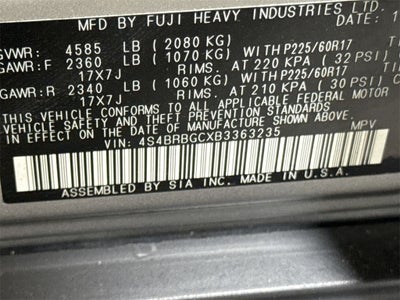 MFD BY FUJI HEAVY INDUSTRIES LTD. DATE: 1
GVWR: 4585 LB (2080 KG)
GAWR: F 2360 LB (1070 KG) WITH P225/60R17
17X7J RIMS. AT 220 KPA (32 PSI)
GAWR: R 2340 LB (1060 KG) WITH P225/60R17
17X7J RIMS. AT 210 KPA (30 PSI) C
THIS VEHICLE CONFORMS TO ALL APPLICABLE FEDERAL MOTOR
VEHICLE SAFETY AND THEFT PREVENTION STANDARDS
IN EFFECT ON THE DATE OF MANUFACTURE SHOWN ABOVE.
VIN: 4S4BRBGCXB3363235 MPV
ASSEMBLED BY SIA INC. MADE IN U.S.A.